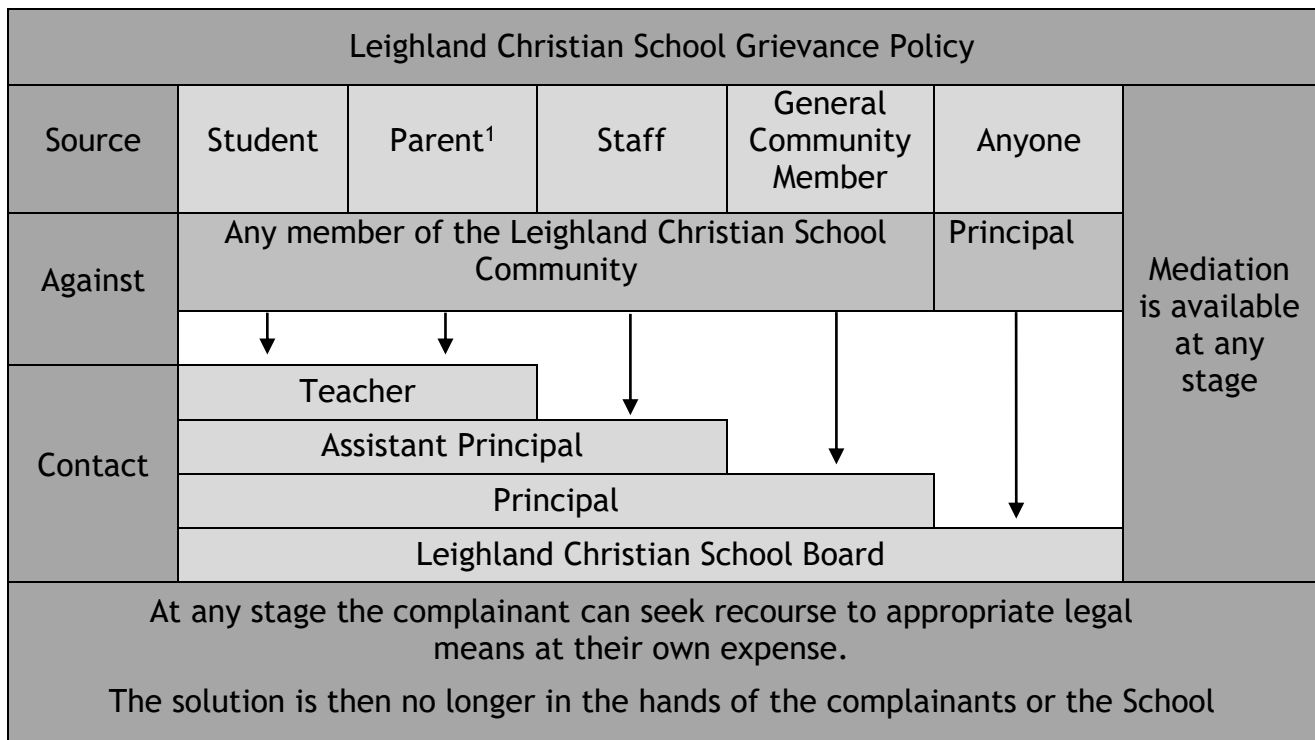 Leighland Christian School Grievance Policy
Source
Student
Parent¹
Staff
General
Community
Member
Anyone
Against
Any member of the Leighland Christian School
Community
Principal
Mediation
is available
at any
stage
Contact
Teacher
Assistant Principal
Principal
Leighland Christian School Board
At any stage the complainant can seek recourse to appropriate legal
means at their own expense.
The solution is then no longer in the hands of the complainants or the School